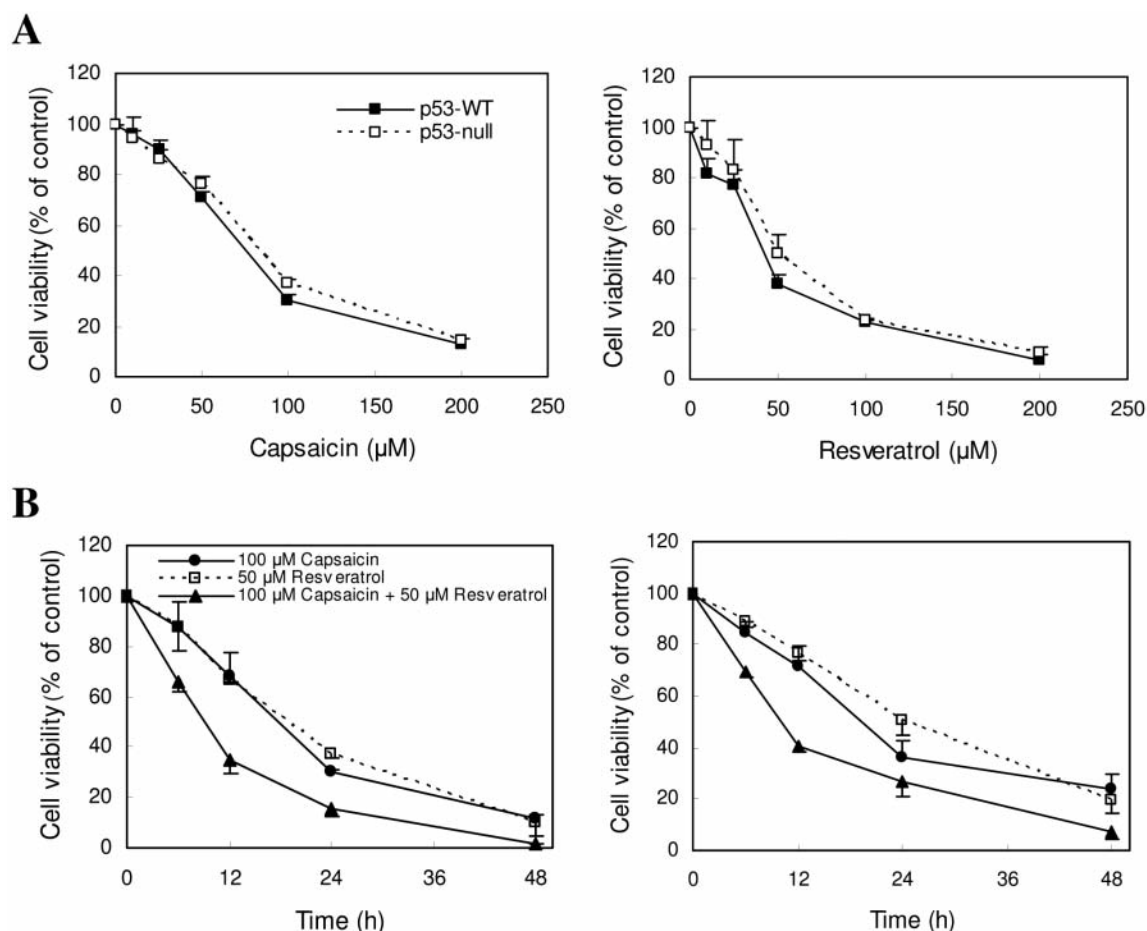 A
Cell viability (% of control)
120
100
80
60
40
20
0
p53-WT
p53-null
0 50 100 150 200 250
Capsaicin (µM)
Cell viability (% of control)
120
100
80
60
40
20
0
0 50 100 150 200 250
Resveratrol (µM)
B
Cell viability (% of control)
120
100
80
60
40
20
0
100 µM Capsaicin
50 µM Resveratrol
100 µM Capsaicin + 50 µM Resveratrol
0 12 24 36 48
Time (h)
Cell viability (% of control)
120
100
80
60
40
20
0
0 12 24 36 48
Time (h)